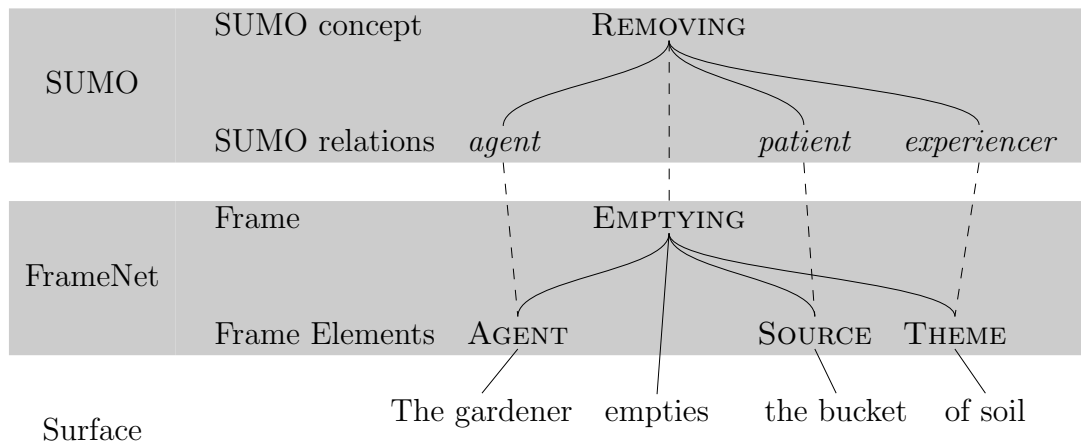 SUMO concept REMOVING
SUMO
SUMO relations agent patient experiencer
Frame EMPTYING
FrameNet
Frame Elements AGENT SOURCE THEME
The gardener empties the bucket of soil
Surface